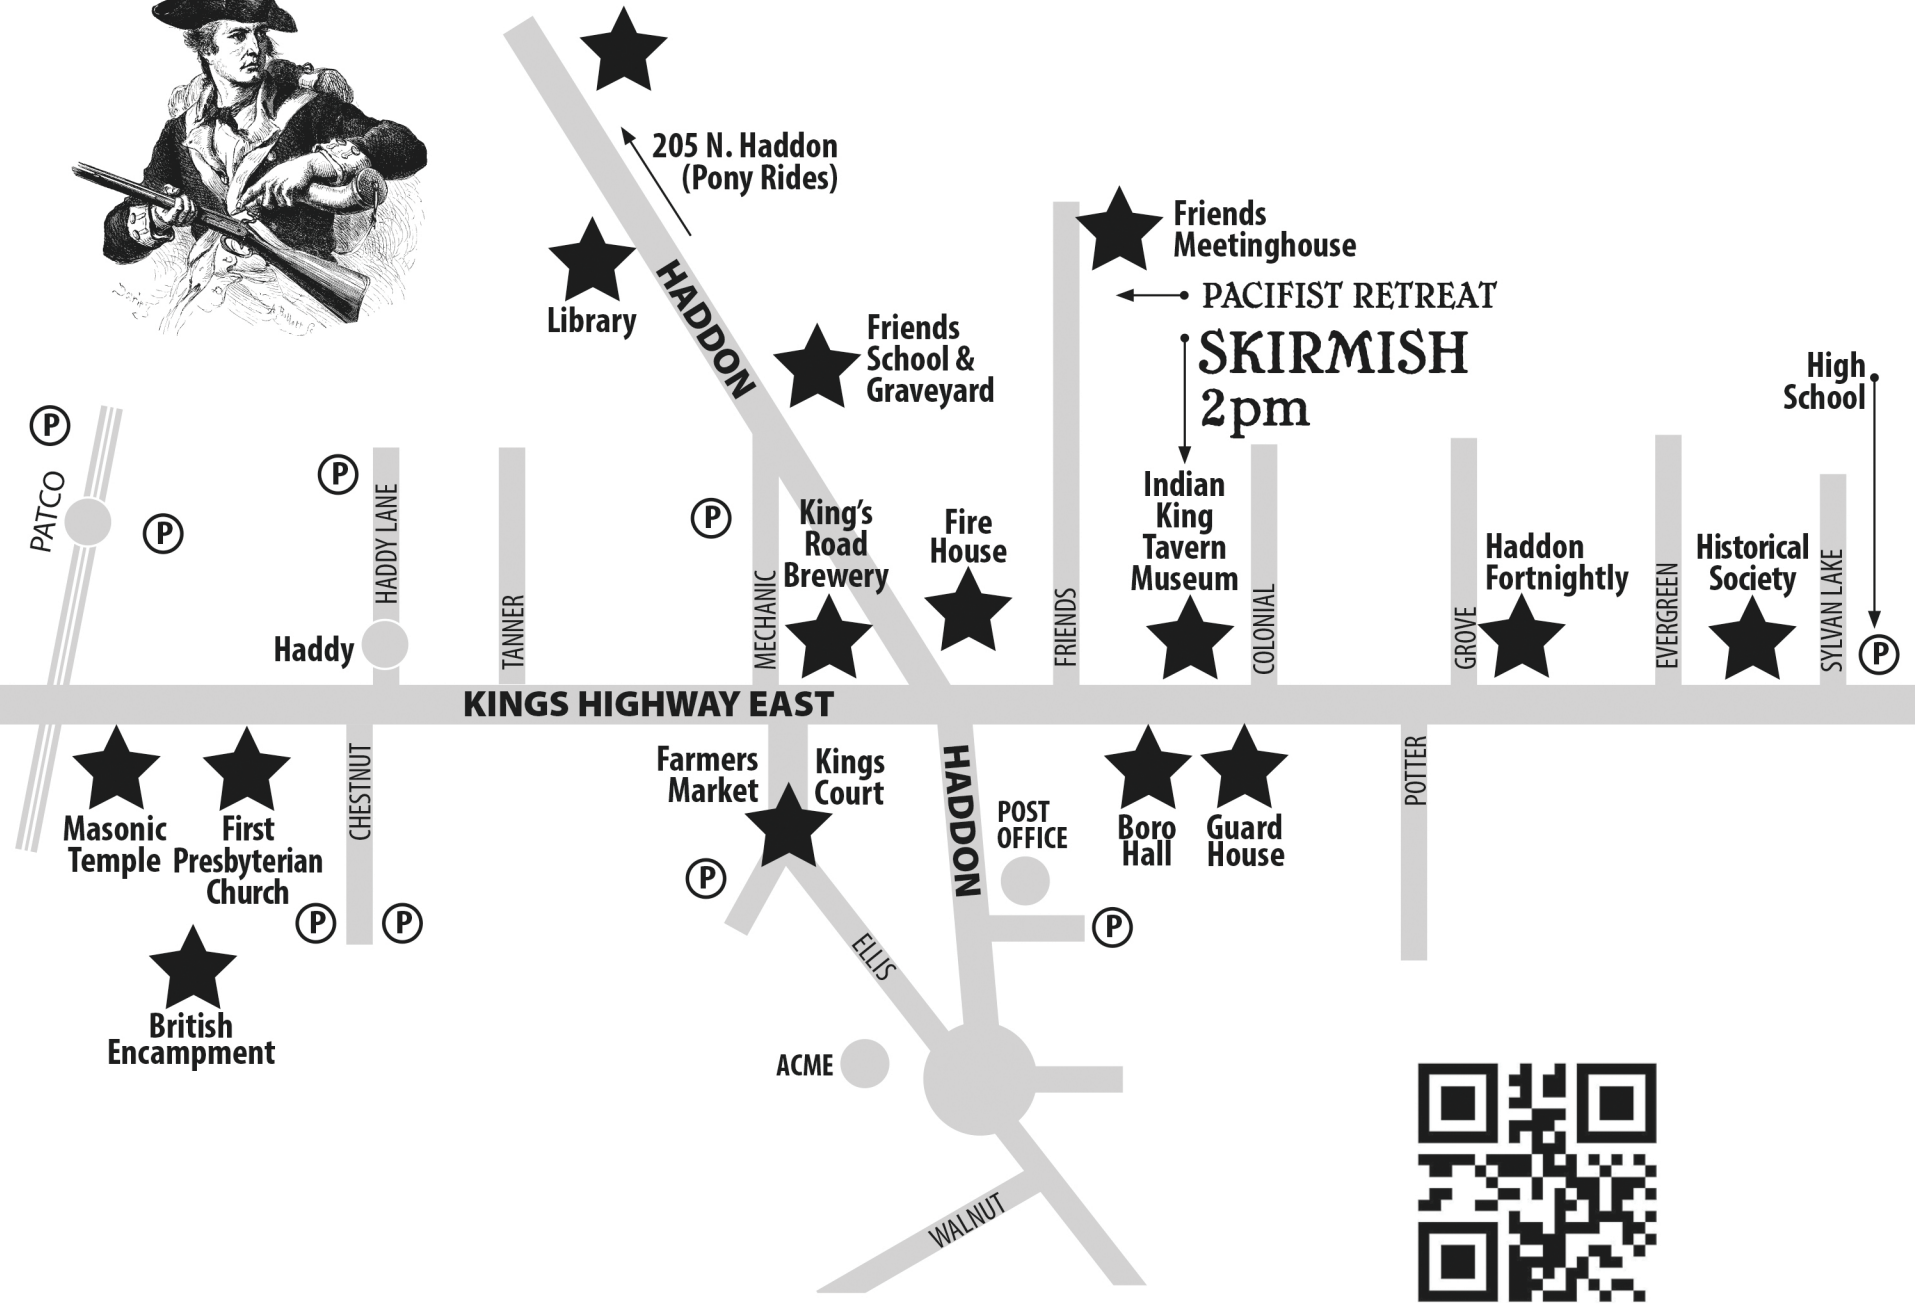 205 N. Haddon
(Pony Rides)
Friends
Meetinghouse
PACIFIST RETREAT
SKIRMISH
2pm
HADDON
Library
Friends
School &
Graveyard
High
School
P
PATCO
P
P
HADDY LANE
Haddy
TANNER
P
MECHANIC
King's
Road
Brewery
Fire
House
FRIENDS
Indian
King
Tavern
Museum
COLONIAL
GROVE
Haddon
Fortnightly
EVERGREEN
Historical
Society
SYLVAN LAKE
P
KINGS HIGHWAY EAST
Masonic
Temple
First
Presbyterian
Church
CHESTNUT
Farmers
Market
Kings
Court
HADDON
POST
OFFICE
Boro
Hall
Guard
House
POTTER
P
P
P
P
ELLIS
British
Encampment
ACME
WALNUT